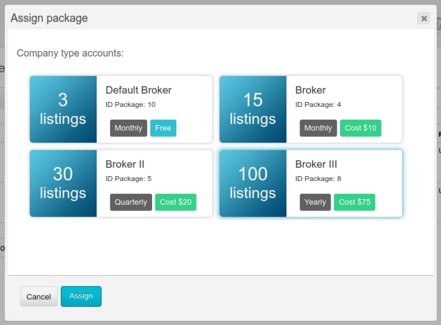 Assign package
Company type accounts:
3
listings
Default Broker
ID Package: 10
Monthly
Free
15
listings
Broker
ID Package: 4
Monthly
Cost $10
30
listings
Broker II
ID Package: 5
Quarterly
Cost $20
100
listings
Broker III
ID Package: 8
Yearly
Cost $75
Cancel
Assign